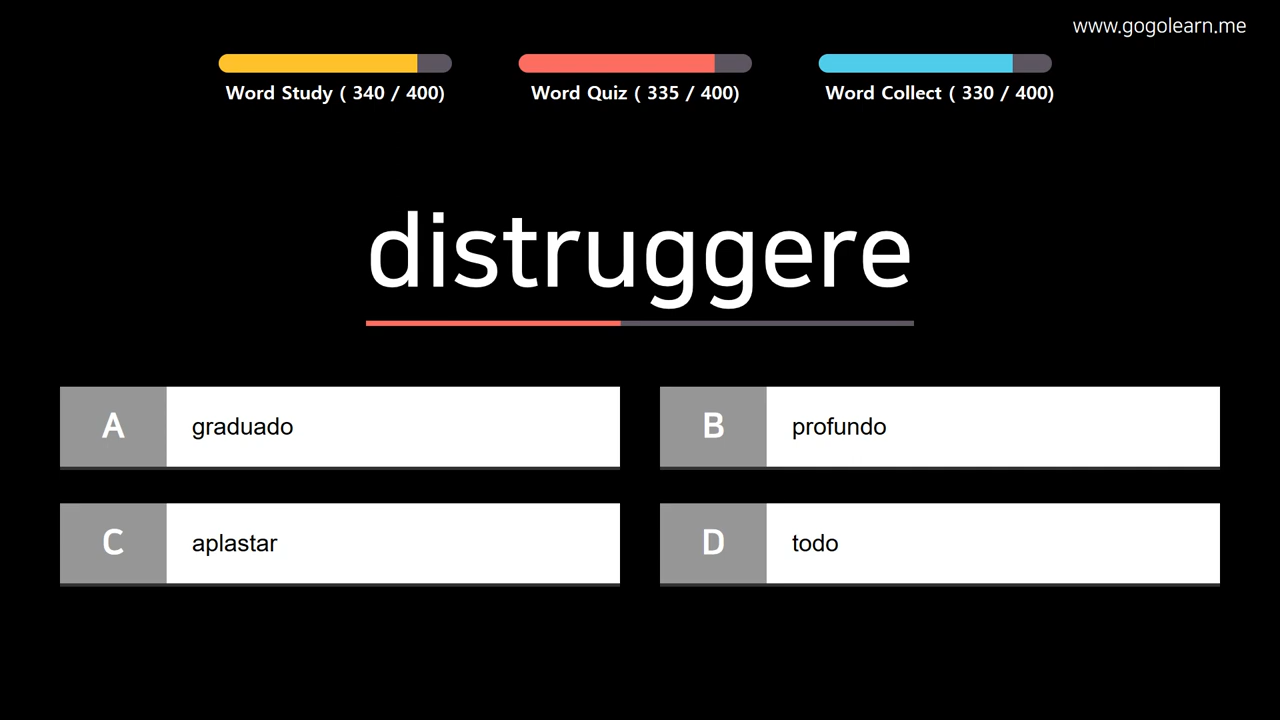 www.gogolearn.me
Word Study ( 340 / 400)
Word Quiz ( 335 / 400)
Word Collect ( 330 / 400)
distruggere
A graduado
B profundo
C aplastar
D todo